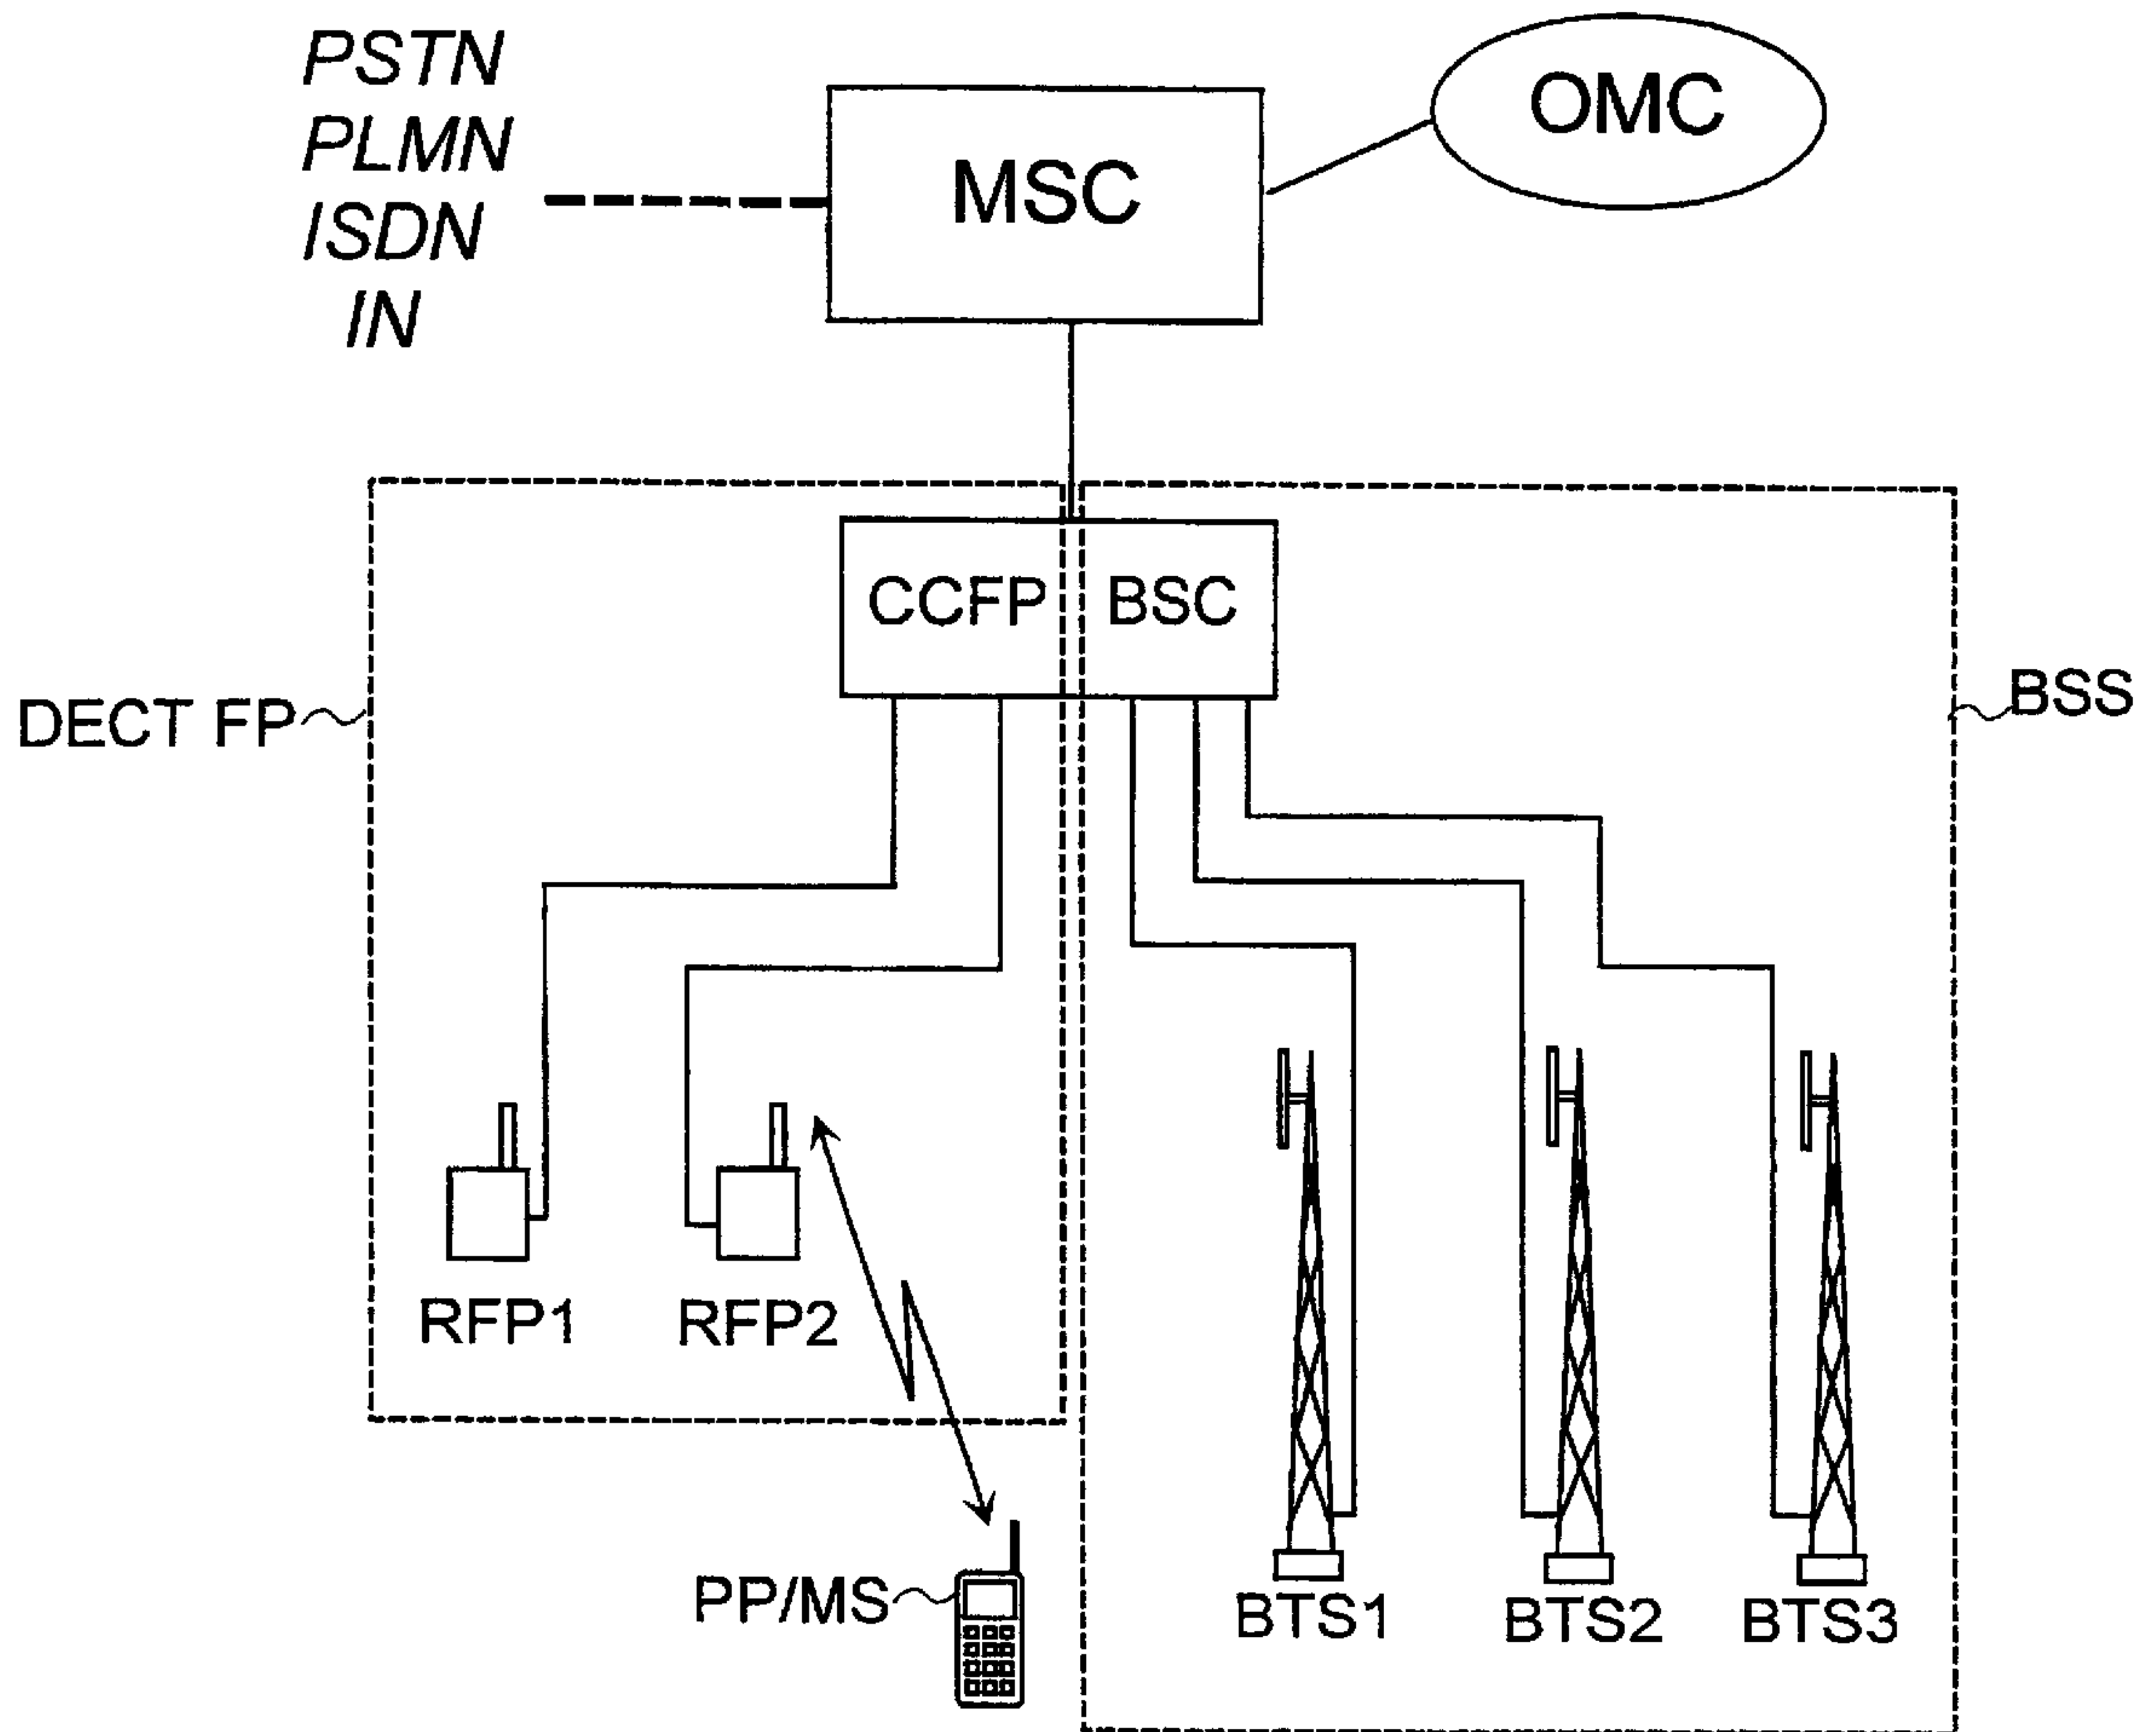 PSTN
PLMN
ISDN
IN
MSC
OMC
CCFP
BSC
DECT FP
BSS
RFP1
RFP2
PP/MS
BTS1
BTS2
BTS3